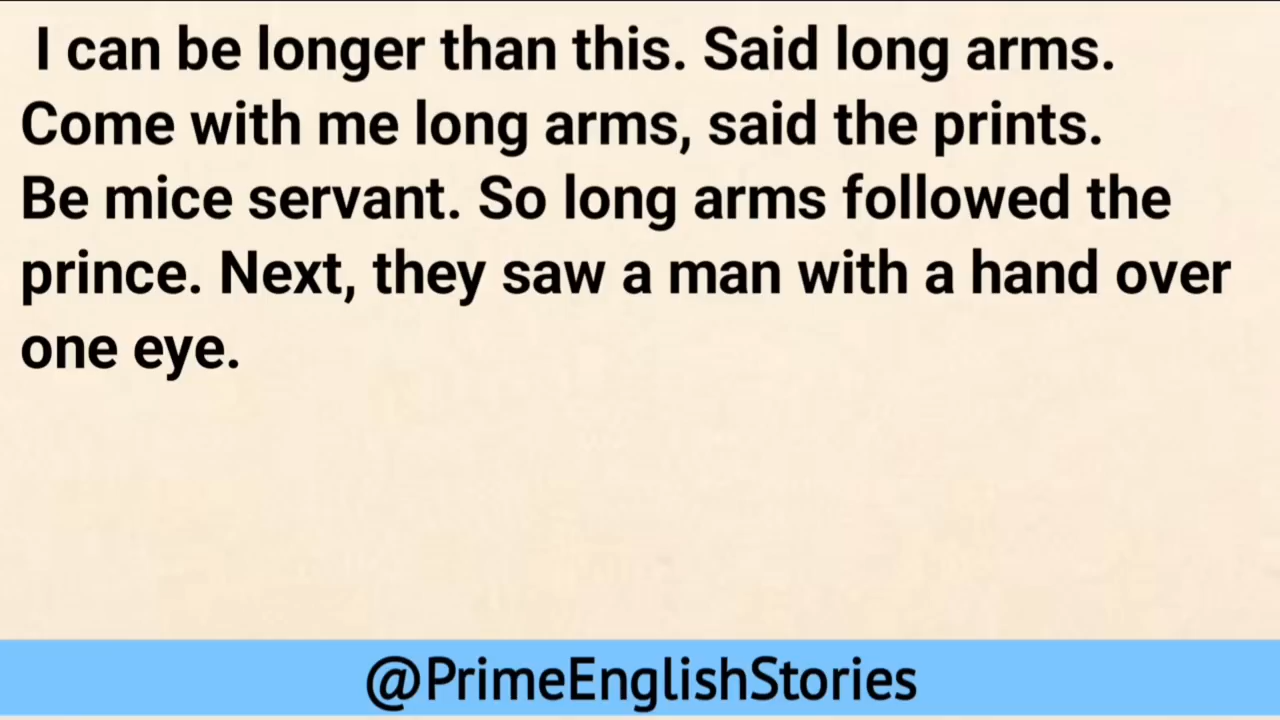 I can be longer than this. Said long arms.
Come with me long arms, said the prints.
Be mice servant. So long arms followed the
prince. Next, they saw a man with a hand over
one eye.
@PrimeEnglishStories